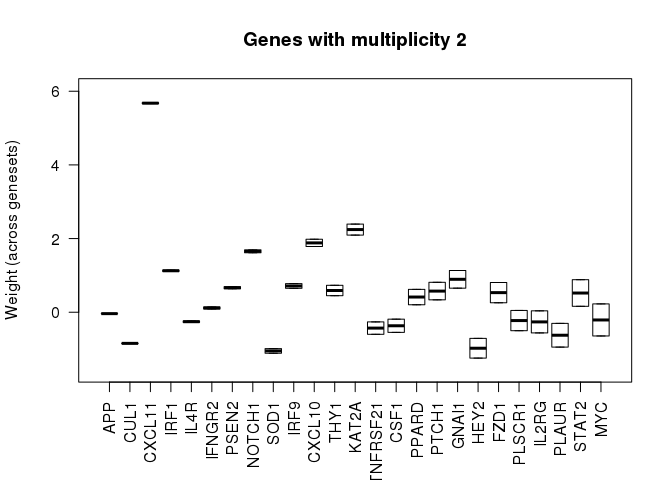 Genes with multiplicity 2
Weight (across genesets)
6
4
2
0
APP
CUL1
CXCL11
IRF1
IL4R
IFNGR2
PSEN2
NOTCH1
SOD1
IRF9
CXCL10
THY1
KAT2A
TNFRSF21
CSF1
PPARD
PTCH1
GNAI1
HEY2
FZD1
PLSCR1
IL2RG
PLAUR
STAT2
MYC